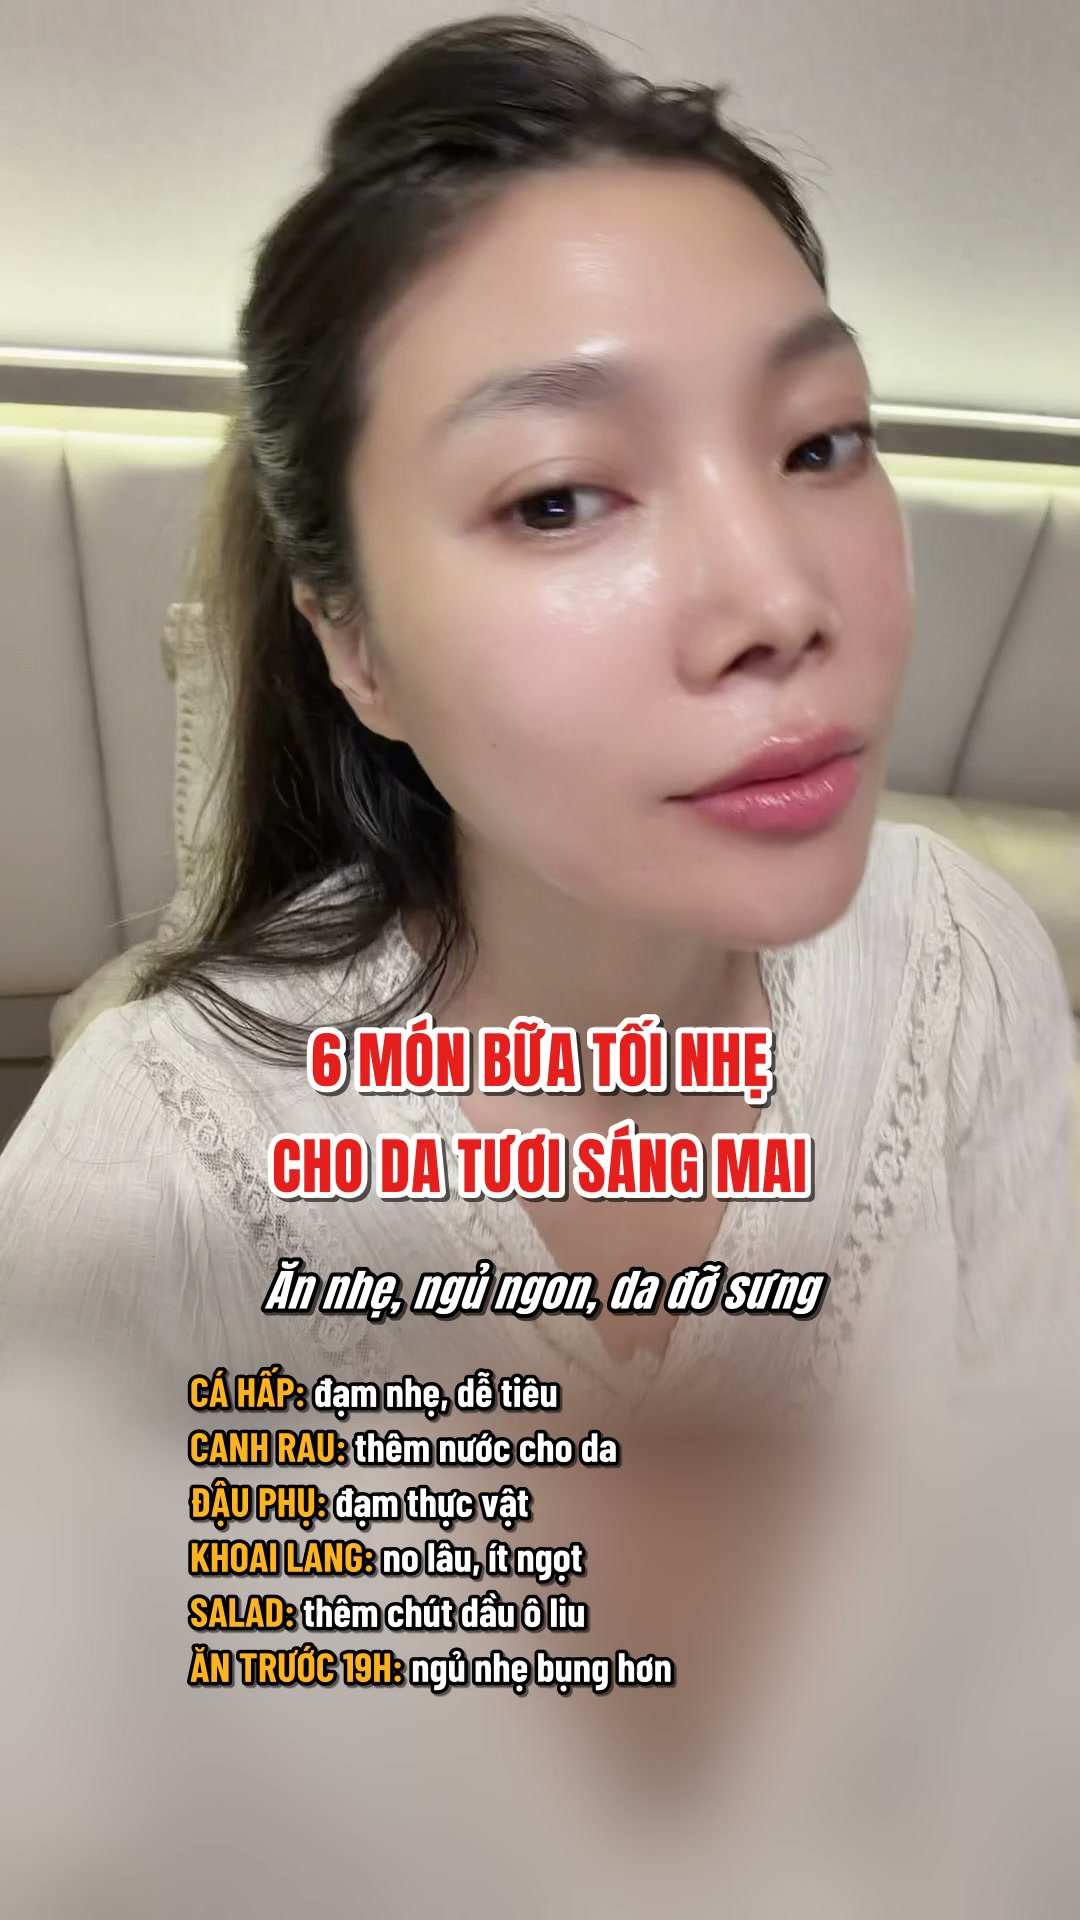 6 MÓN BỮA TỐI NHẸ
CHO DA TƯƠI SÁNG MAI
Ăn nhẹ, ngủ ngon, da đỡ sưng
CÁ HẤP: đạm nhẹ, dễ tiêu
CANH RAU: thêm nước cho da
ĐẬU PHỤ: đạm thực vật
KHOAI LANG: no lâu, ít ngọt
SALAD: thêm chút dầu ô liu
ĂN TRƯỚC 19H: ngủ nhẹ bụng hơn